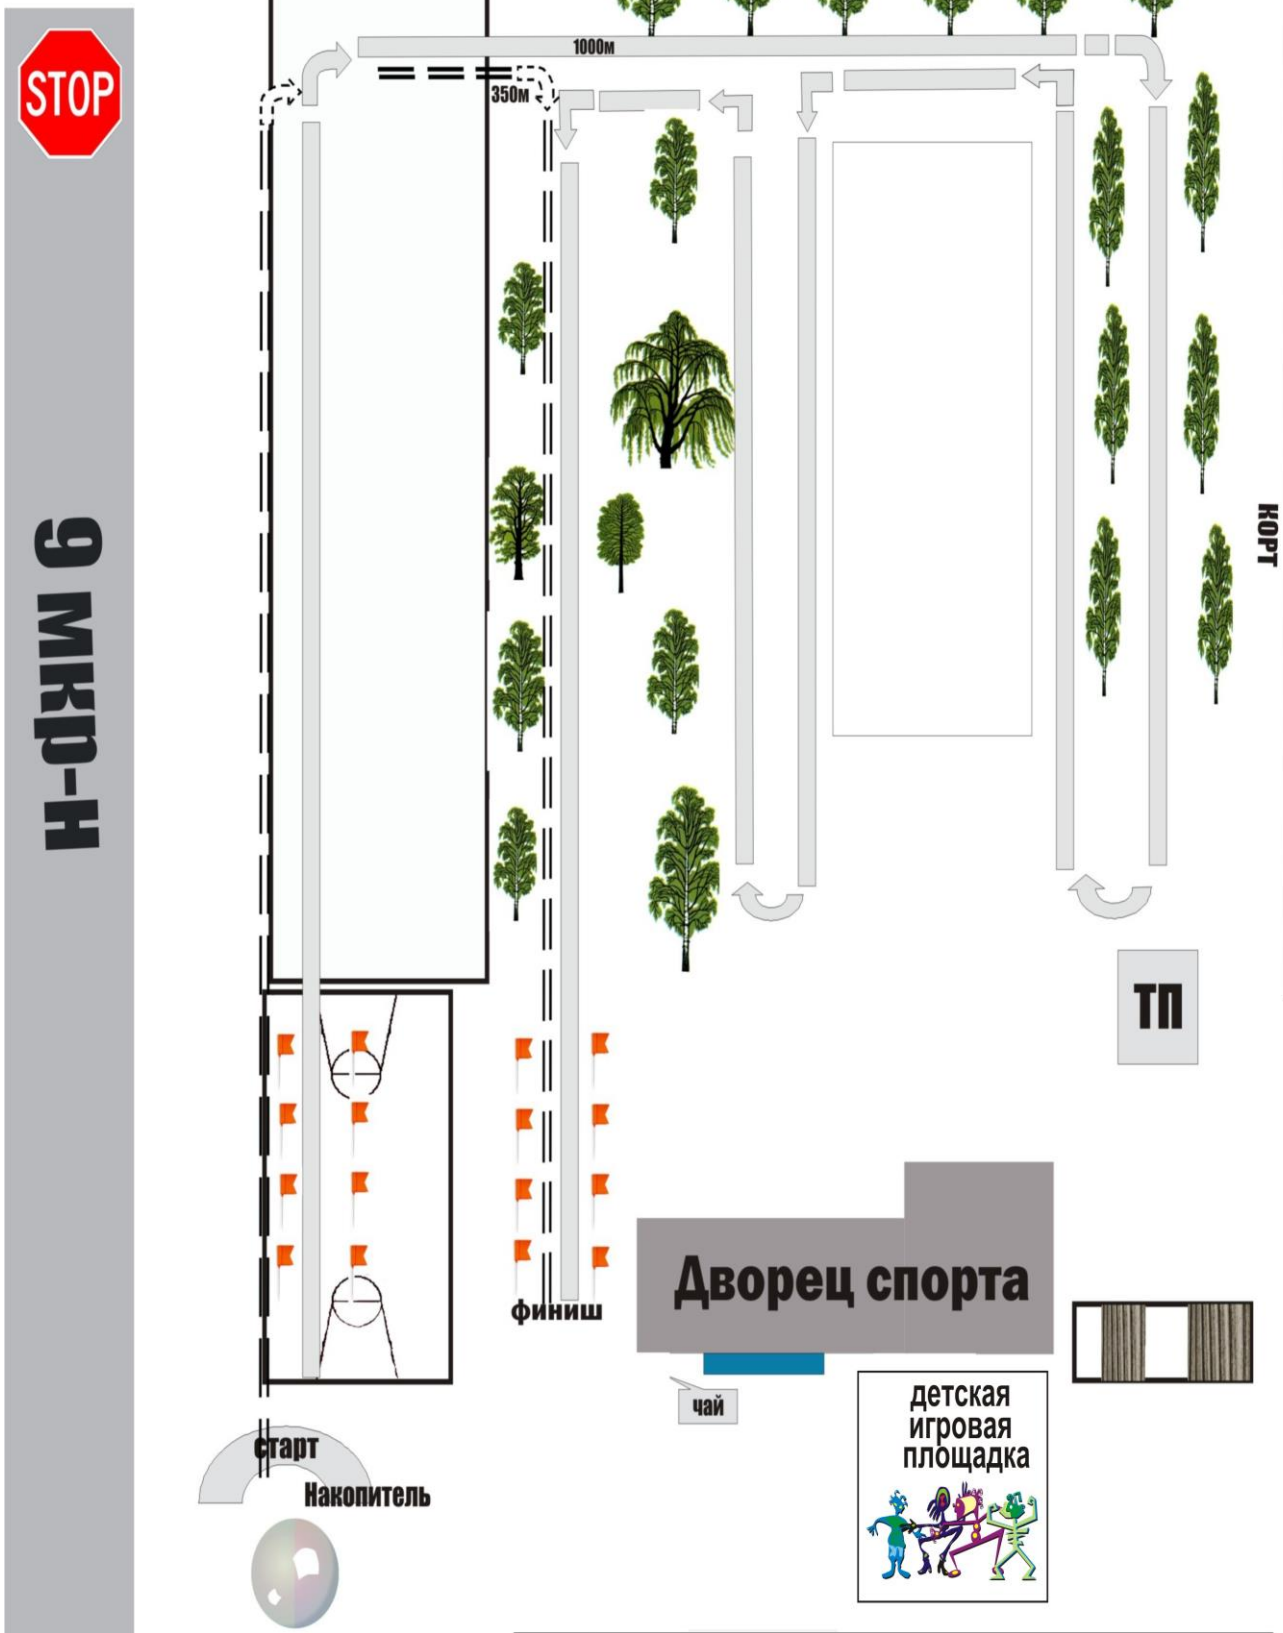 STOP
1000м
350м
9 мкр-н
КОРТ
ТП
Дворец спорта
финиш
чай
детская
игровая
площадка
старт
Накопитель